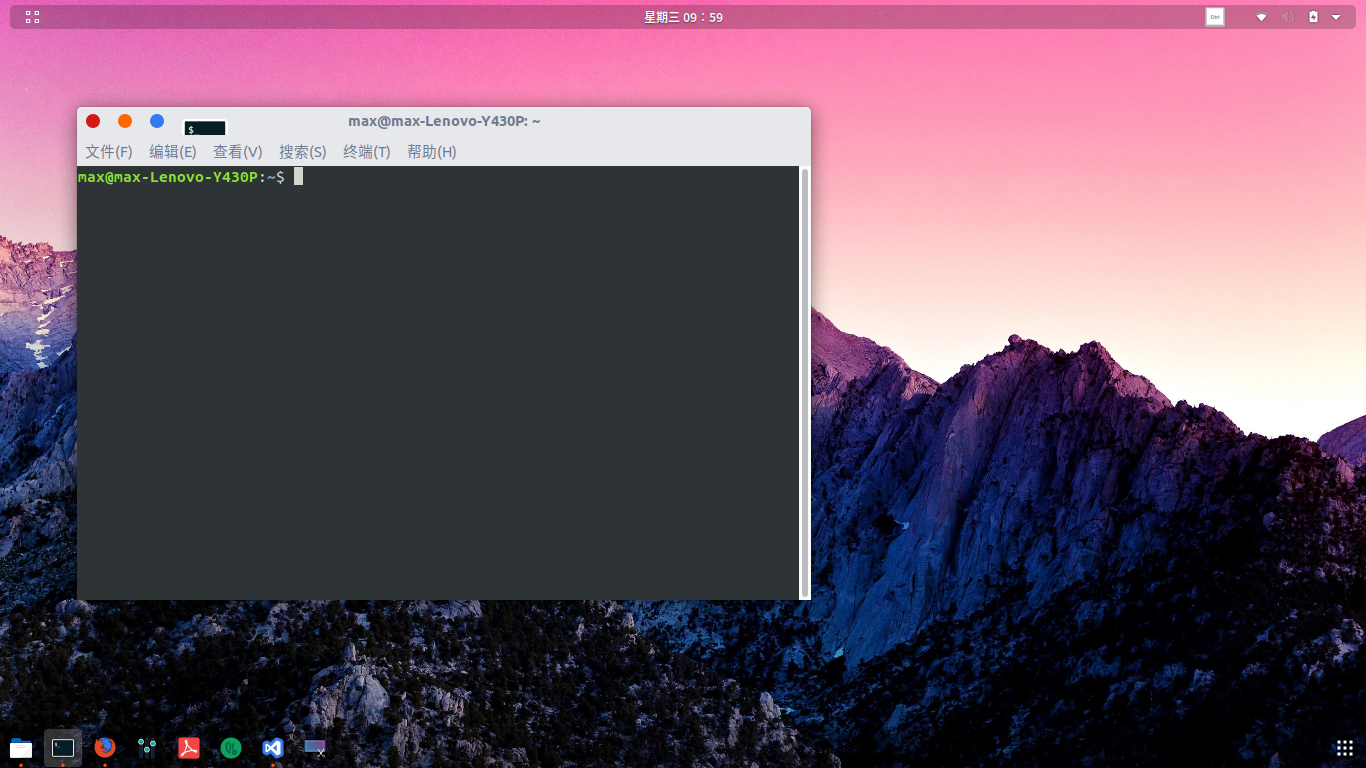 星期三 09：59
Ctrl
max@max-Lenovo-Y430P: ~
$_
文件(F) 编辑(E) 查看(V) 搜索(S) 终端(T) 帮助(H)
max@max-Lenovo-Y430P:~$